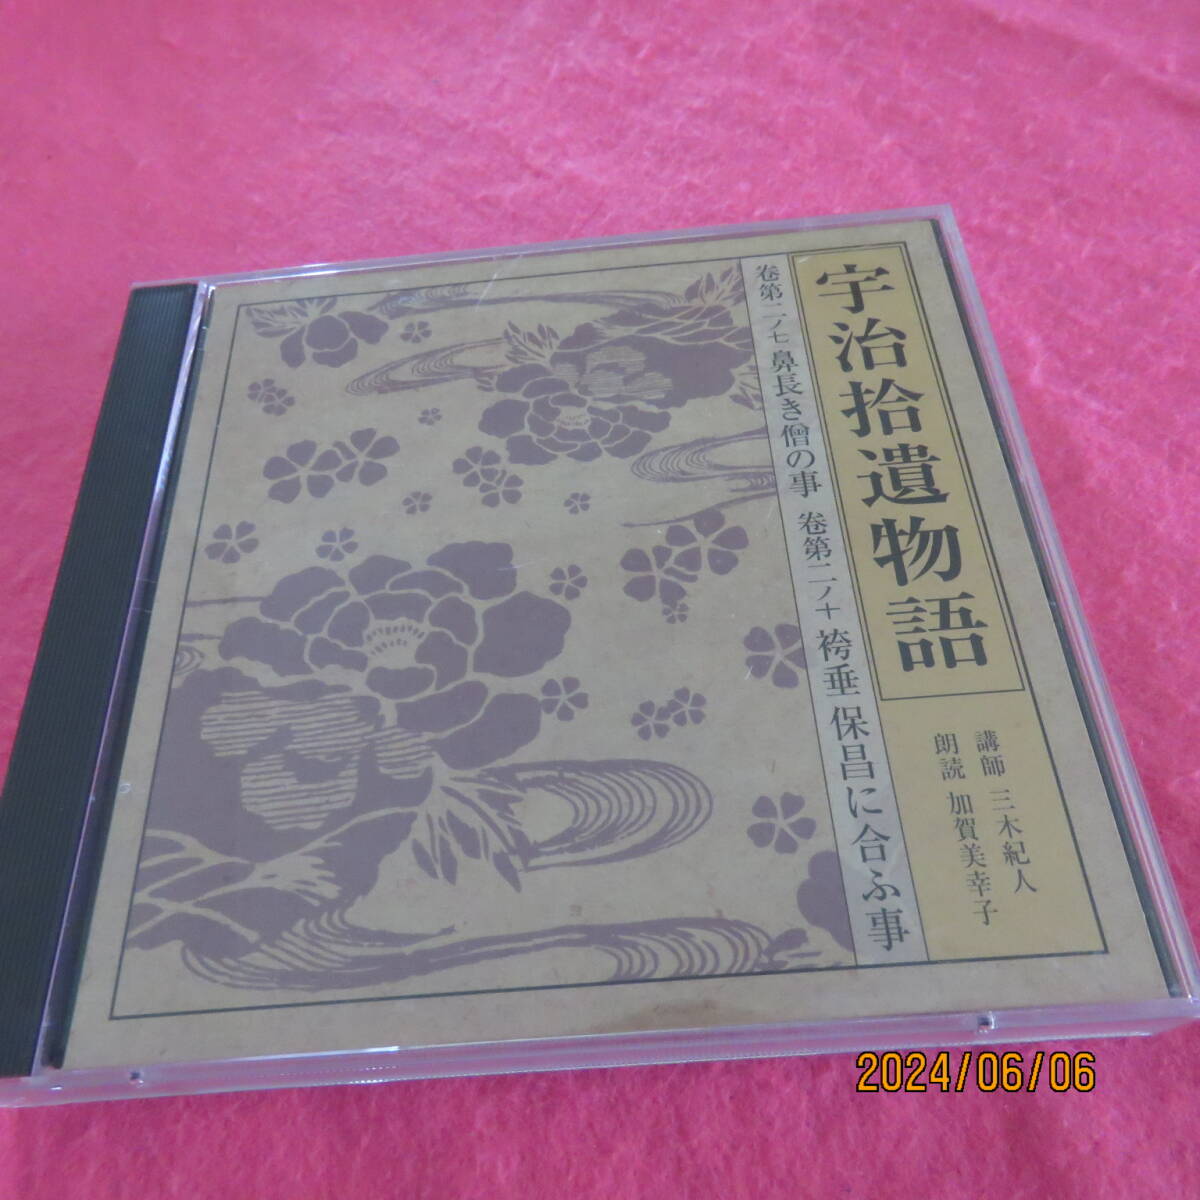 宇治拾遺物語
講師 三木紀人
朗読 加賀美幸子
巻第二ノ七 鼻長き僧の事 巻第二ノ十 袴垂 保昌に合ふ事
2024/06/06